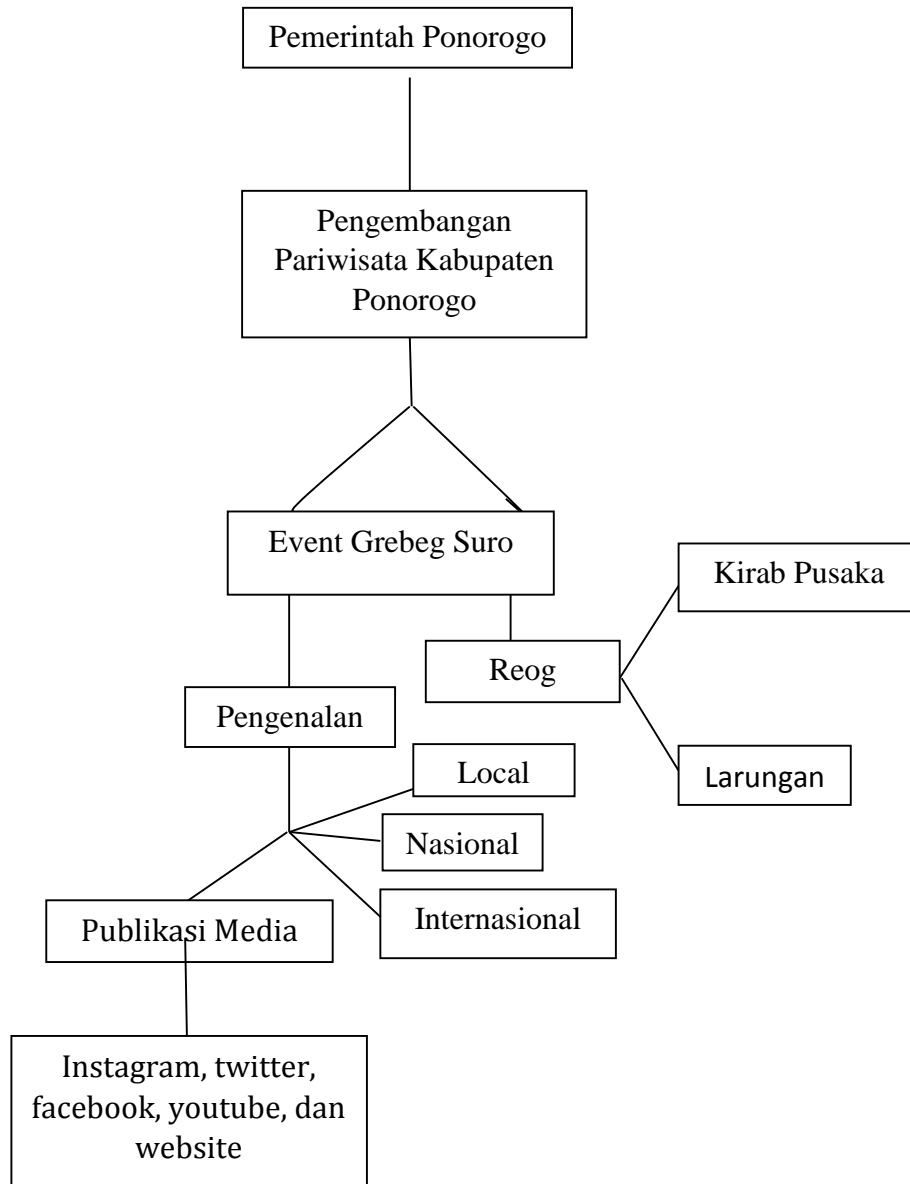 Pemerintah Ponorogo
Pengembangan
Pariwisata Kabupaten
Ponorogo
Event Grebeg Suro
Kirab Pusaka
Reog
Pengenalan
Local
Larungan
Nasional
Internasional
Publikasi Media
Instagram, twitter,
facebook, youtube, dan
website